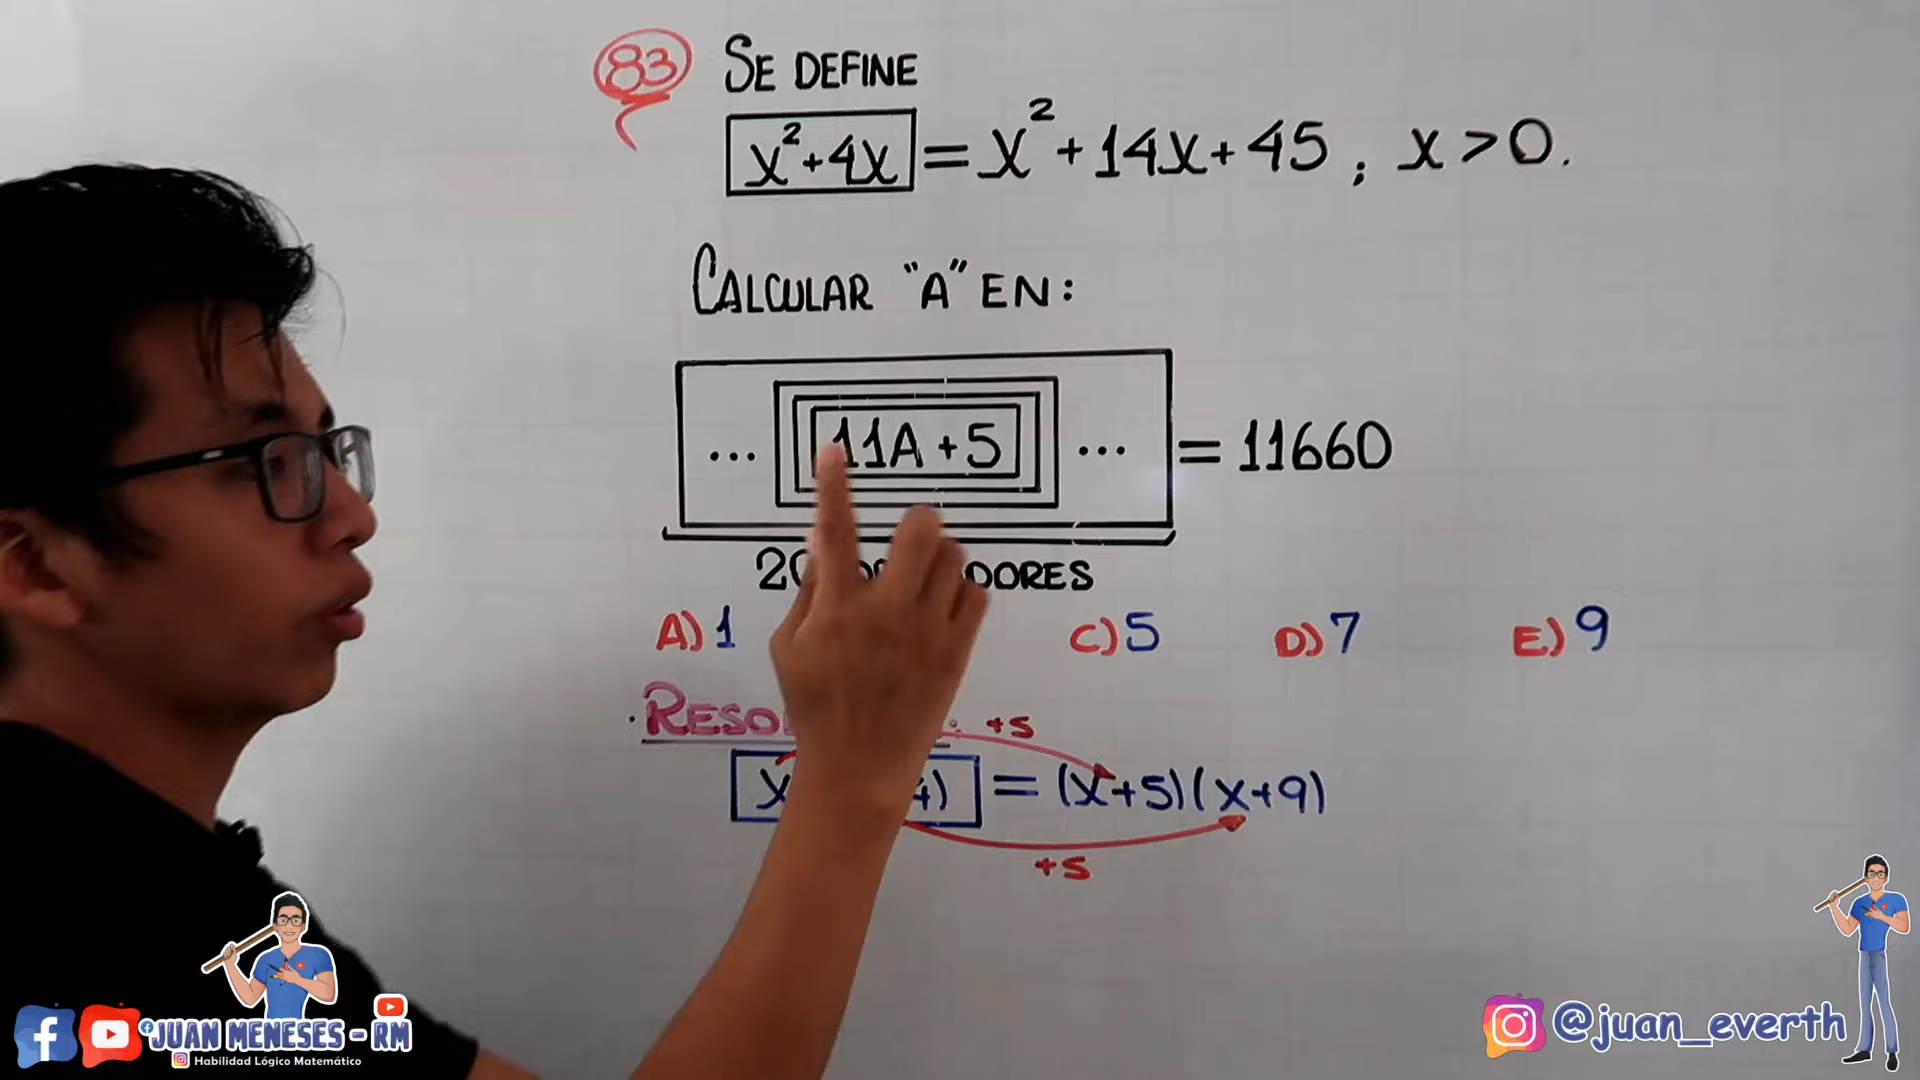 83 SE DEFINE
x²+4x = x²+14x+45 ; x>0.
CALCULAR "A" EN:
... 11A+5 ... = 11660
DORES
A) 1 C) 5 D) 7 E) 9
+5
= (x+5)(x+9)
+5
JUAN MENESES - RM
Habilidad Lógico Matemático
@juan_everth